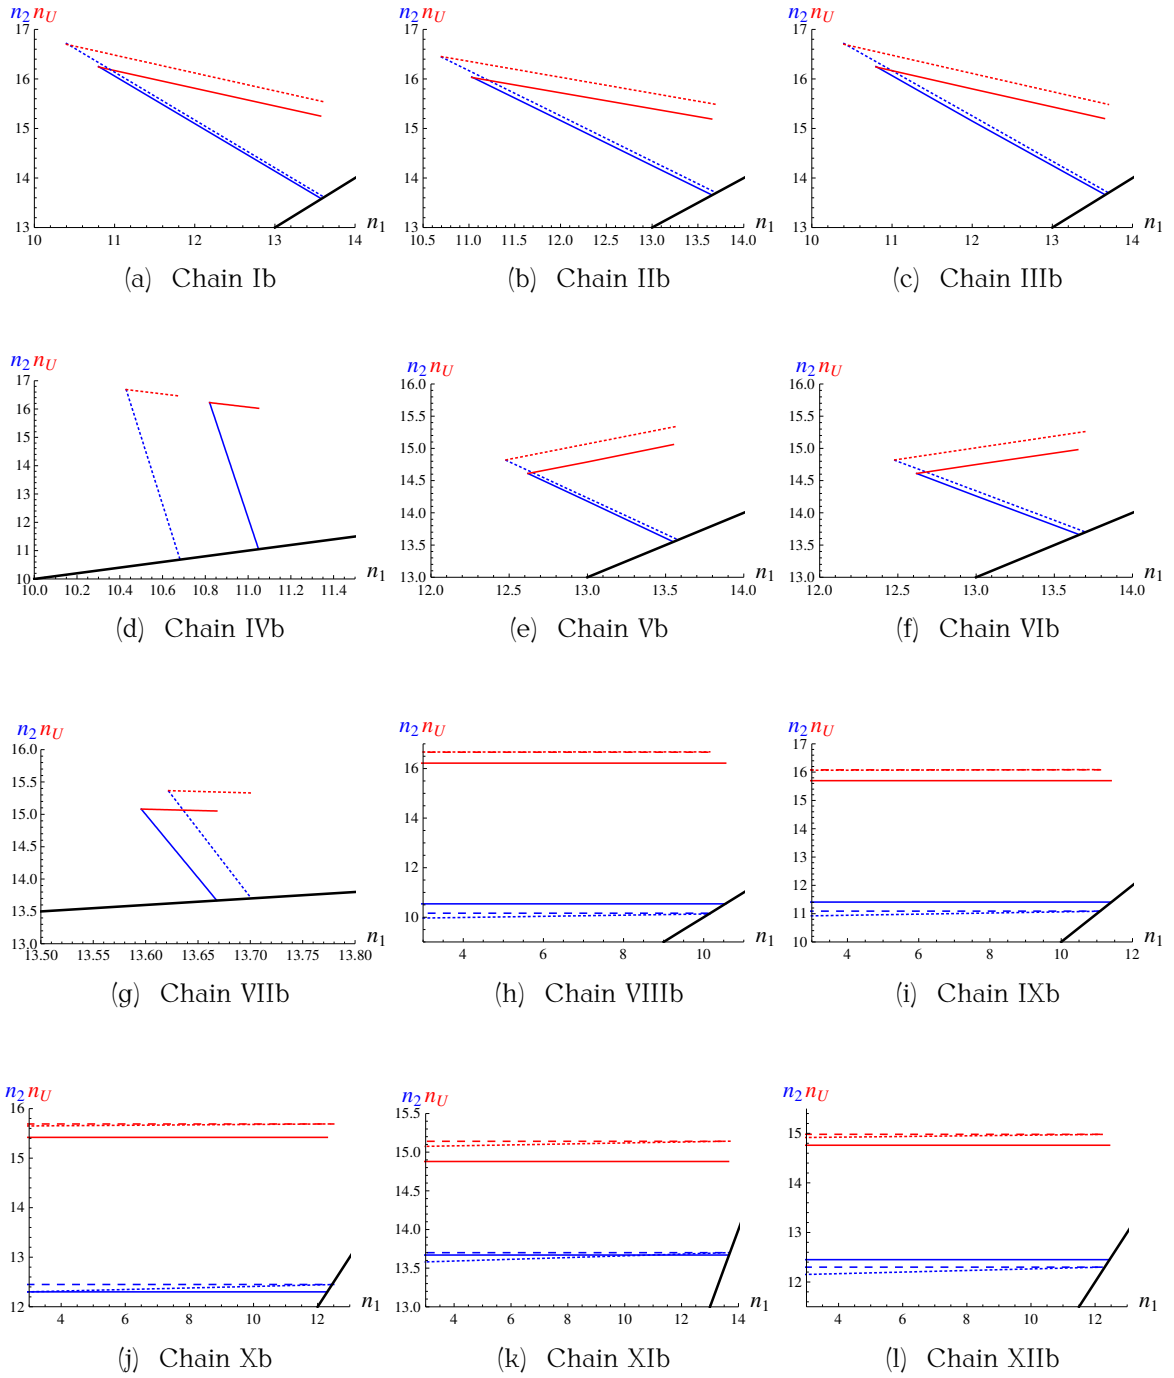 n2 nU
17
16
15
14
13
10 11 12 13 14
n1
(a) Chain Ib
n2 nU
17
16
15
14
13
10.5 11.0 11.5 12.0 12.5 13.0 13.5 14.0
n1
(b) Chain IIb
n2 nU
17
16
15
14
13
10 11 12 13 14
n1
(c) Chain IIIb
n2 nU
17
16
15
14
13
12
11
10
10.0 10.2 10.4 10.6 10.8 11.0 11.2 11.4
n1
(d) Chain IVb
n2 nU
16.0
15.5
15.0
14.5
14.0
13.5
13.0
12.0 12.5 13.0 13.5 14.0
n1
(e) Chain Vb
n2 nU
16.0
15.5
15.0
14.5
14.0
13.5
13.0
12.0 12.5 13.0 13.5 14.0
n1
(f) Chain VIb
n2 nU
16.0
15.5
15.0
14.5
14.0
13.5
13.0
13.50 13.55 13.60 13.65 13.70 13.75 13.80
n1
(g) Chain VIIb
n2 nU
16
14
12
10
4 6 8 10
n1
(h) Chain VIIIb
n2 nU
17
16
15
14
13
12
11
10
4 6 8 10 12
n1
(i) Chain IXb
n2 nU
16
15
14
13
12
4 6 8 10 12
n1
(j) Chain Xb
n2 nU
15.5
15.0
14.5
14.0
13.5
13.0
4 6 8 10 12 14
n1
(k) Chain XIb
n2 nU
15
14
13
12
4 6 8 10 12
n1
(l) Chain XIIb